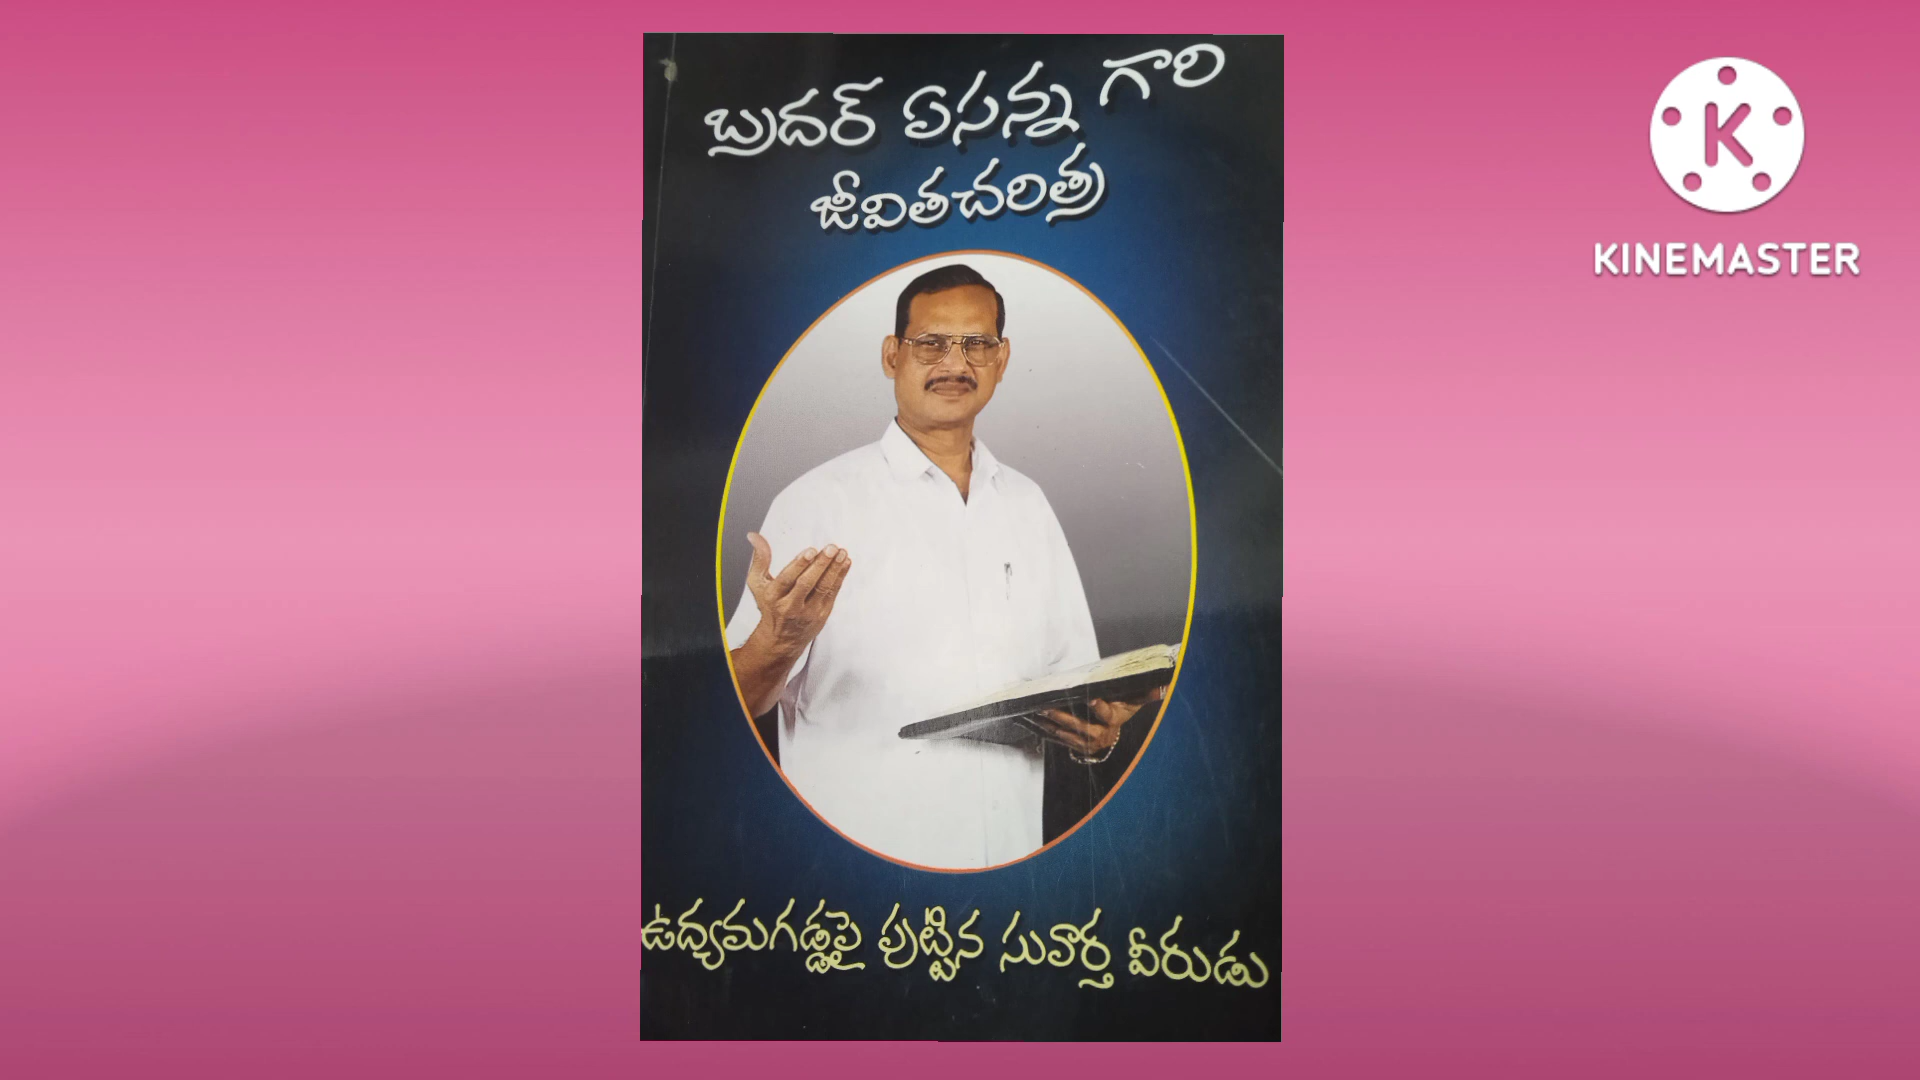 బ్రదర్ ఏసన్న గారి
జీవితచరిత్ర
ఉద్యమగడ్డపై పుట్టిన సువార్త వీరుడు
K
KINEMASTER